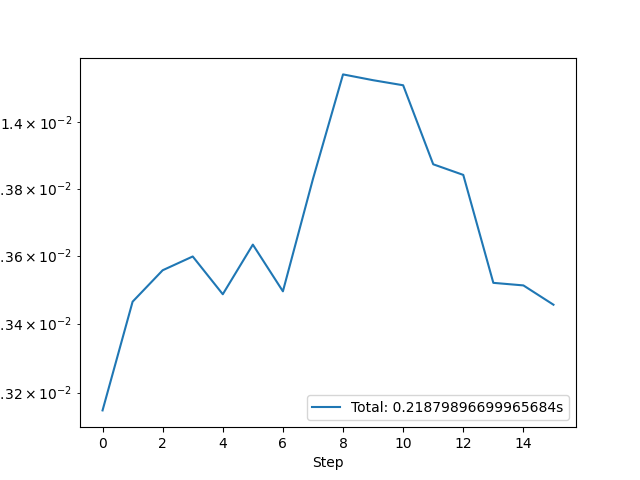 1.4 × 10⁻²
.38 × 10⁻²
.36 × 10⁻²
.34 × 10⁻²
.32 × 10⁻²
Total: 0.21879896699965684s
0 2 4 6 8 10 12 14
Step